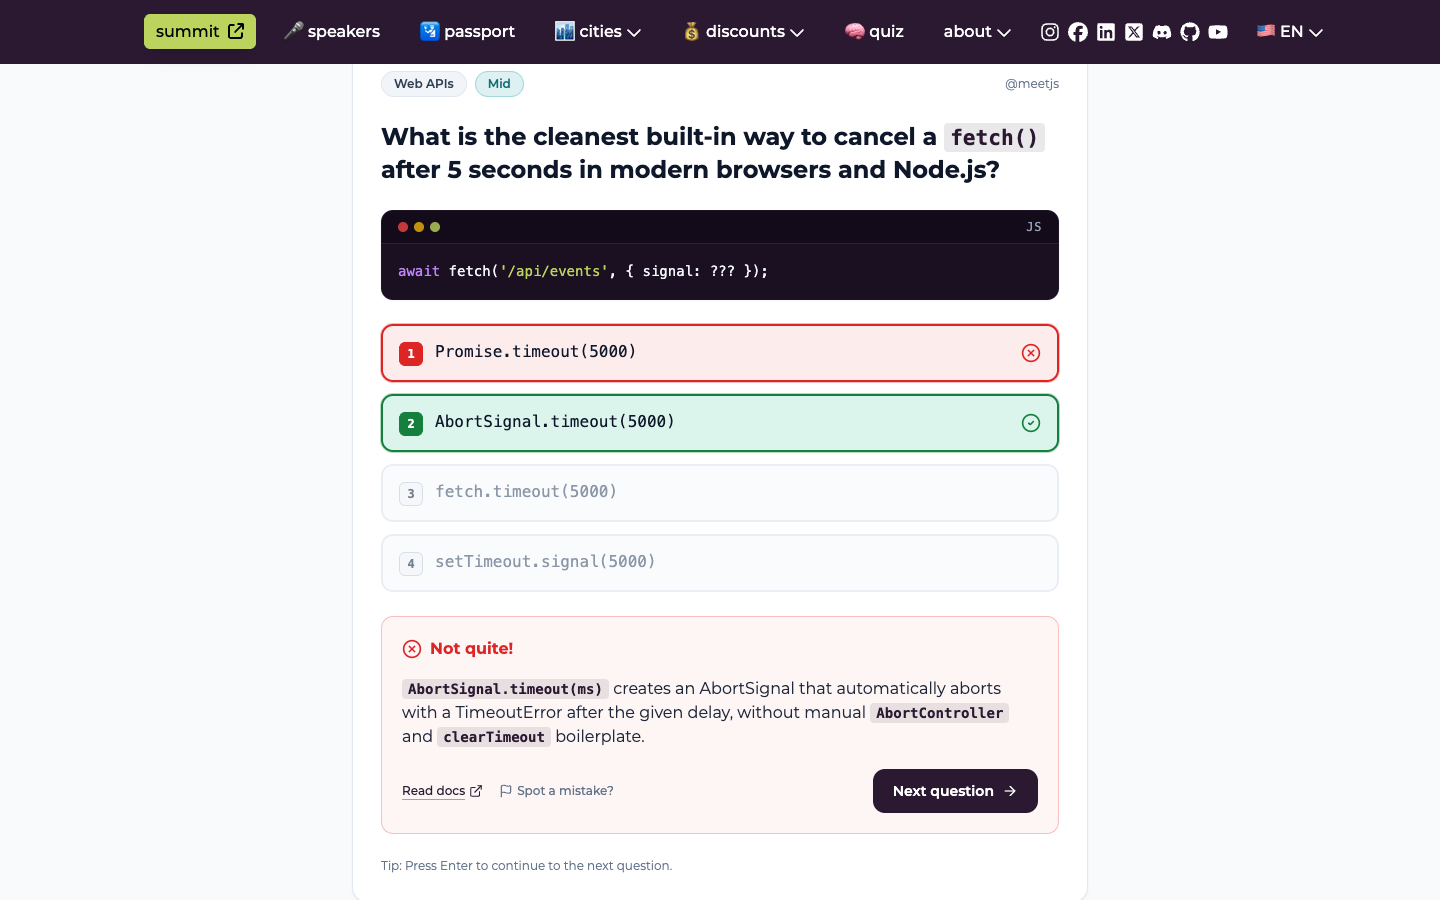 summit
🎤 speakers
🛂 passport
🏙️ cities
💰 discounts
🧠 quiz
about
🇺🇸 EN
Web APIs
Mid
@meetjs
What is the cleanest built-in way to cancel a fetch()
after 5 seconds in modern browsers and Node.js?
JS
await fetch('/api/events', { signal: ??? });
1 Promise.timeout(5000)
2 AbortSignal.timeout(5000)
3 fetch.timeout(5000)
4 setTimeout.signal(5000)
Not quite!
AbortSignal.timeout(ms) creates an AbortSignal that automatically aborts
with a TimeoutError after the given delay, without manual AbortController
and clearTimeout boilerplate.
Read docs
Spot a mistake?
Next question →
Tip: Press Enter to continue to the next question.